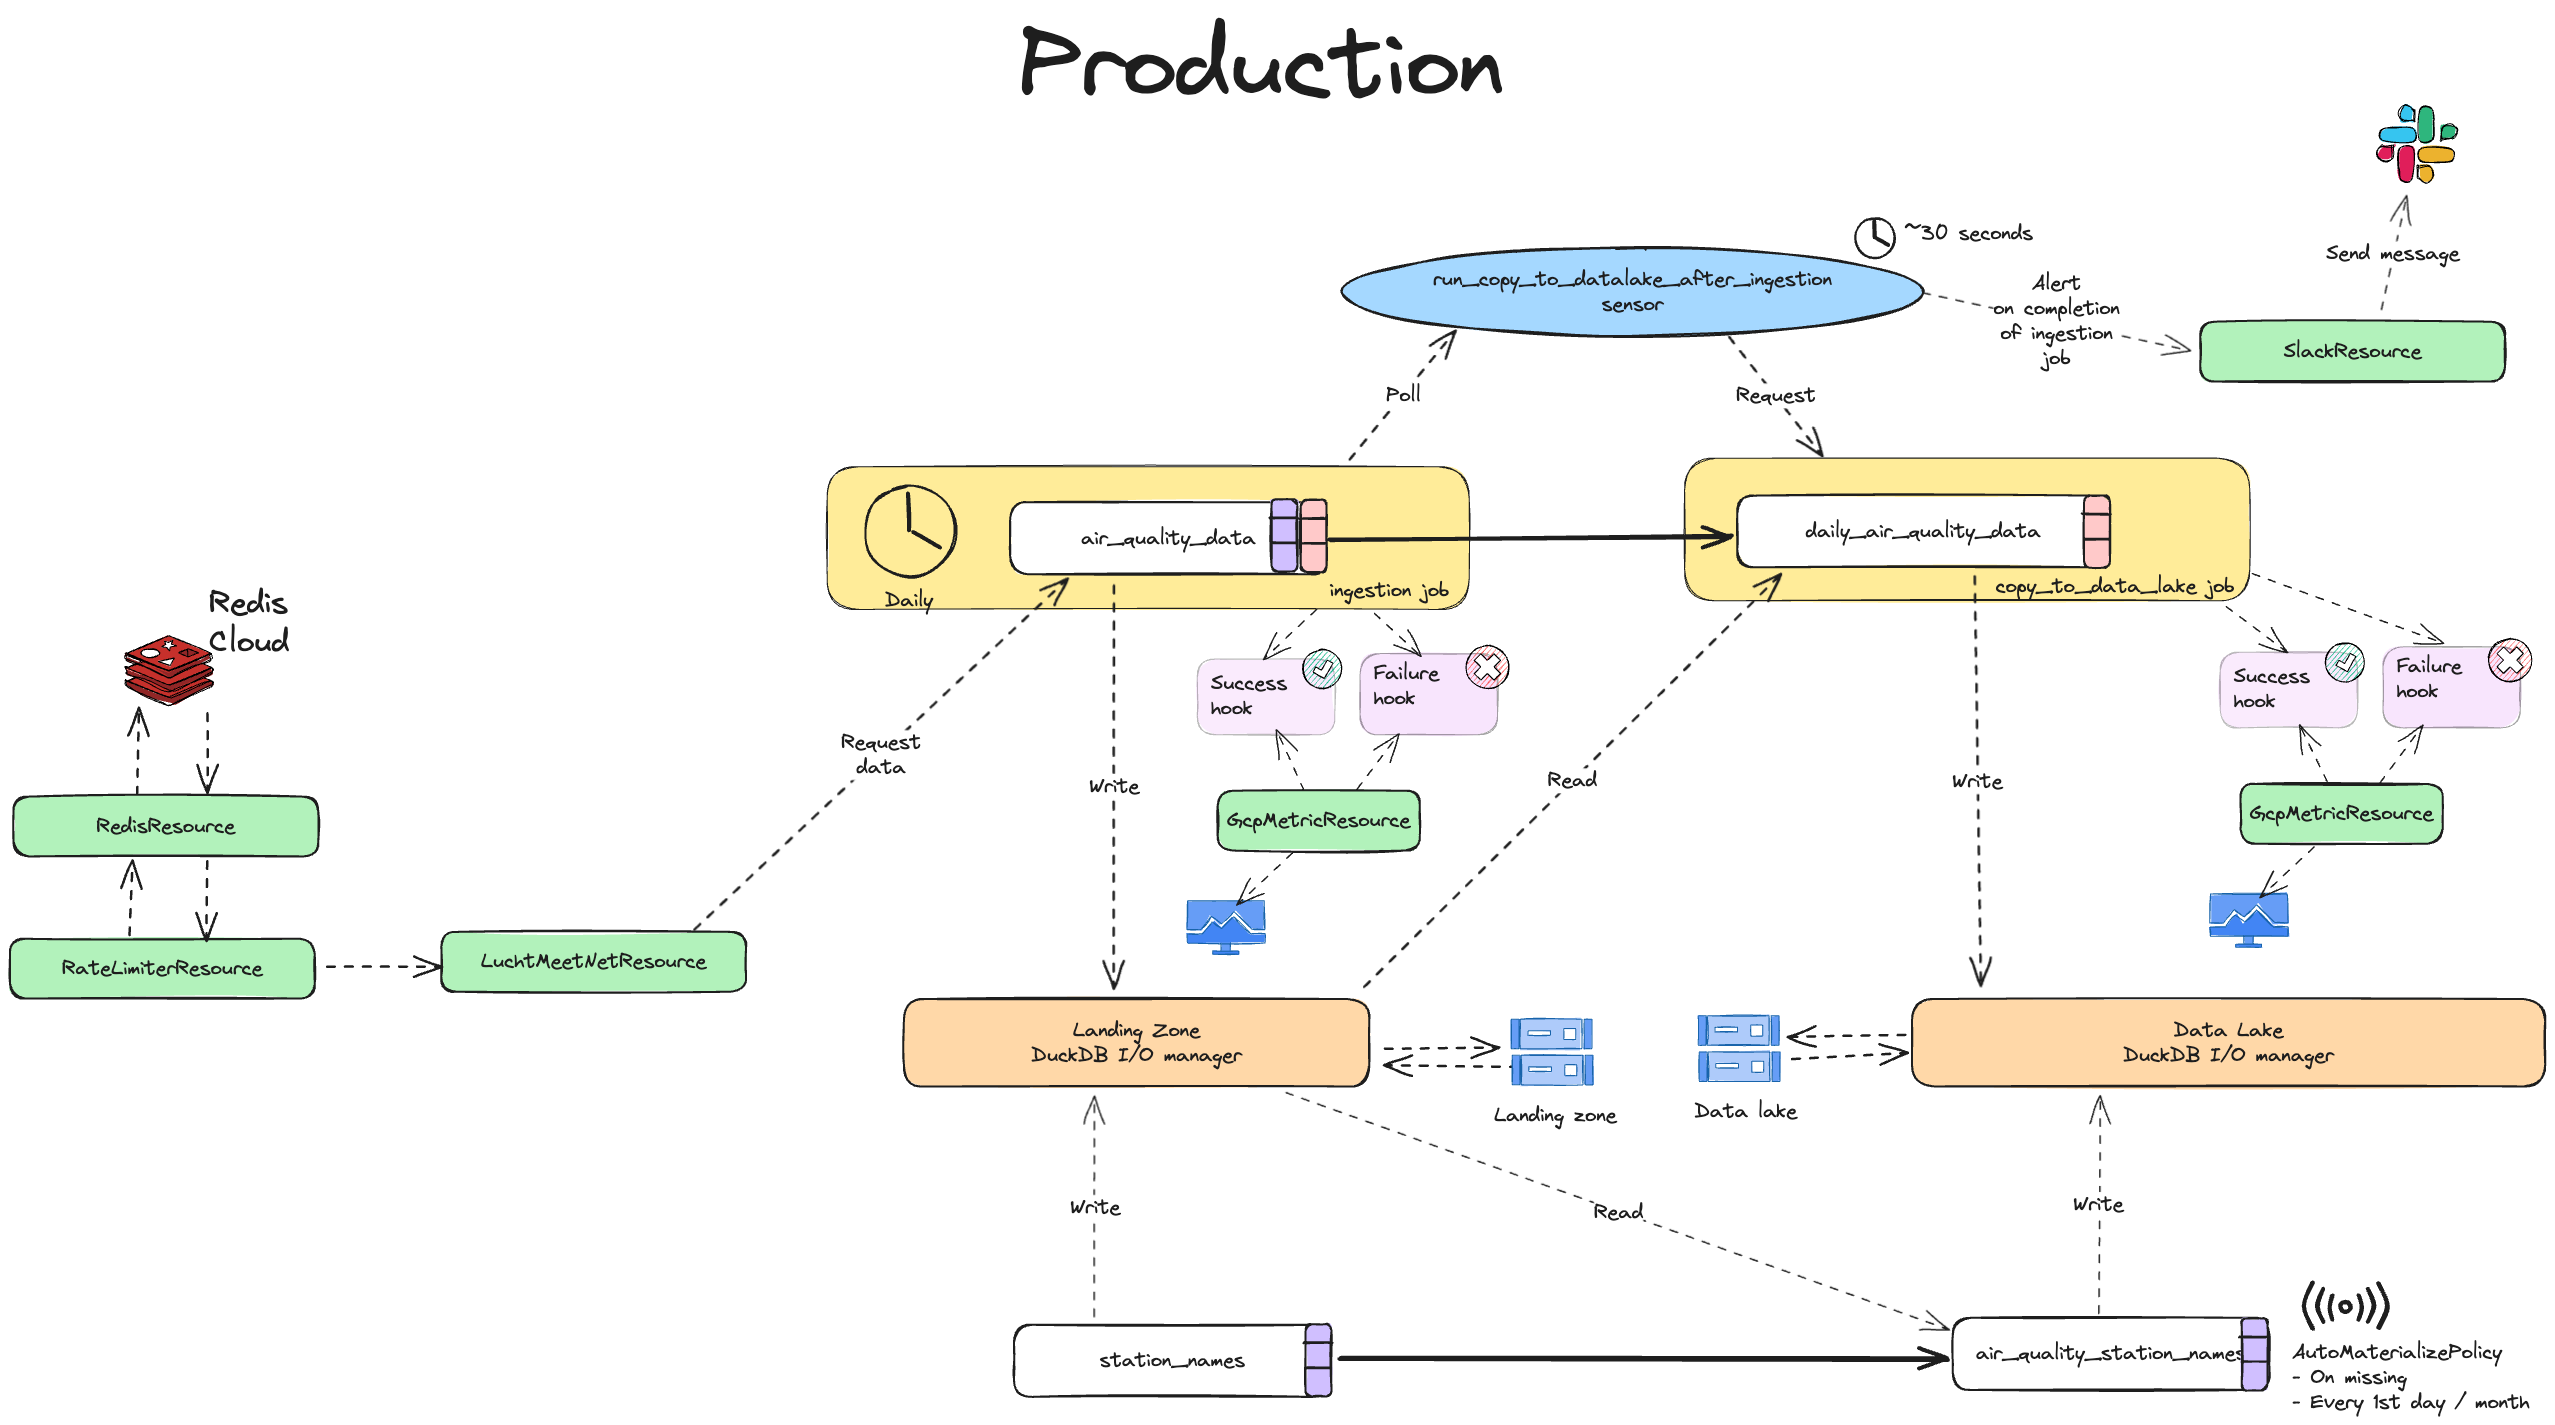 Production
~30 seconds
run_copy_to_datalake_after_ingestion
sensor
Alert
on completion
of ingestion
job
Send message
SlackResource
Poll
Request
air_quality_data
Daily
ingestion job
daily_air_quality_data
copy_to_data_lake job
Redis
Cloud
RedisResource
RateLimiterResource
LuchtMeetNetResource
Request
data
Write
Success
hook
Failure
hook
GcpMetricResource
Read
Write
Success
hook
Failure
hook
GcpMetricResource
Landing Zone
DuckDB I/O manager
Landing zone
Data lake
Data Lake
DuckDB I/O manager
Write
Read
Write
station_names
air_quality_station_names
AutoMaterializePolicy
- On missing
- Every 1st day / month